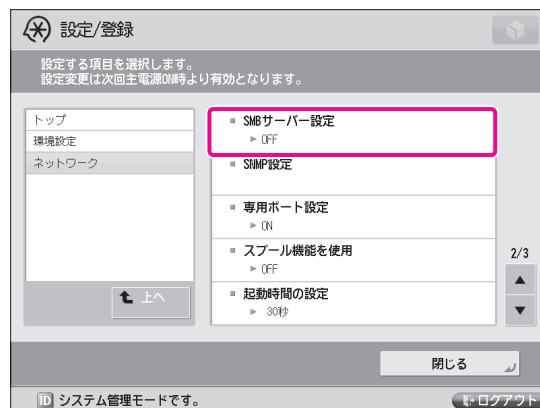 設定/登録
設定する項目を選択します。
設定変更は次回主電源ON時より有効となります。
トップ
環境設定
ネットワーク
上へ
SMBサーバー設定
OFF
SNMP設定
専用ポート設定
ON
スプール機能を使用
OFF
起動時間の設定
30秒
2/3
閉じる
ID システム管理モードです。
ログアウト